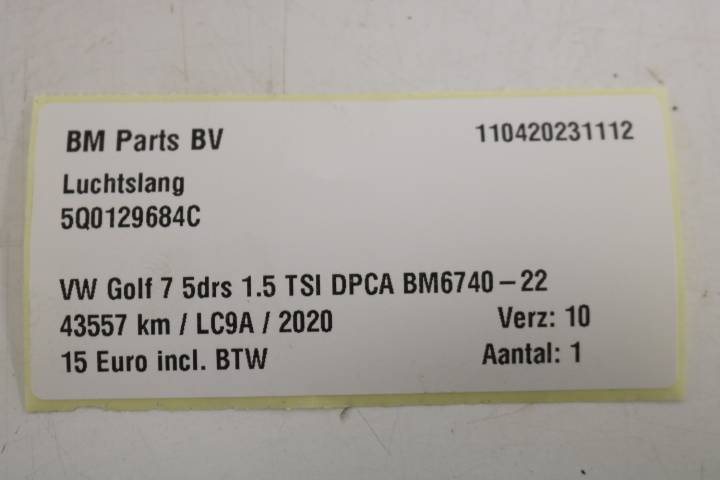 BM Parts BV 110420231112
Luchtslang
5Q0129684C
VW Golf 7 5drs 1.5 TSI DPCA BM6740-22
43557 km / LC9A / 2020 Verz: 10
15 Euro incl. BTW Aantal: 1